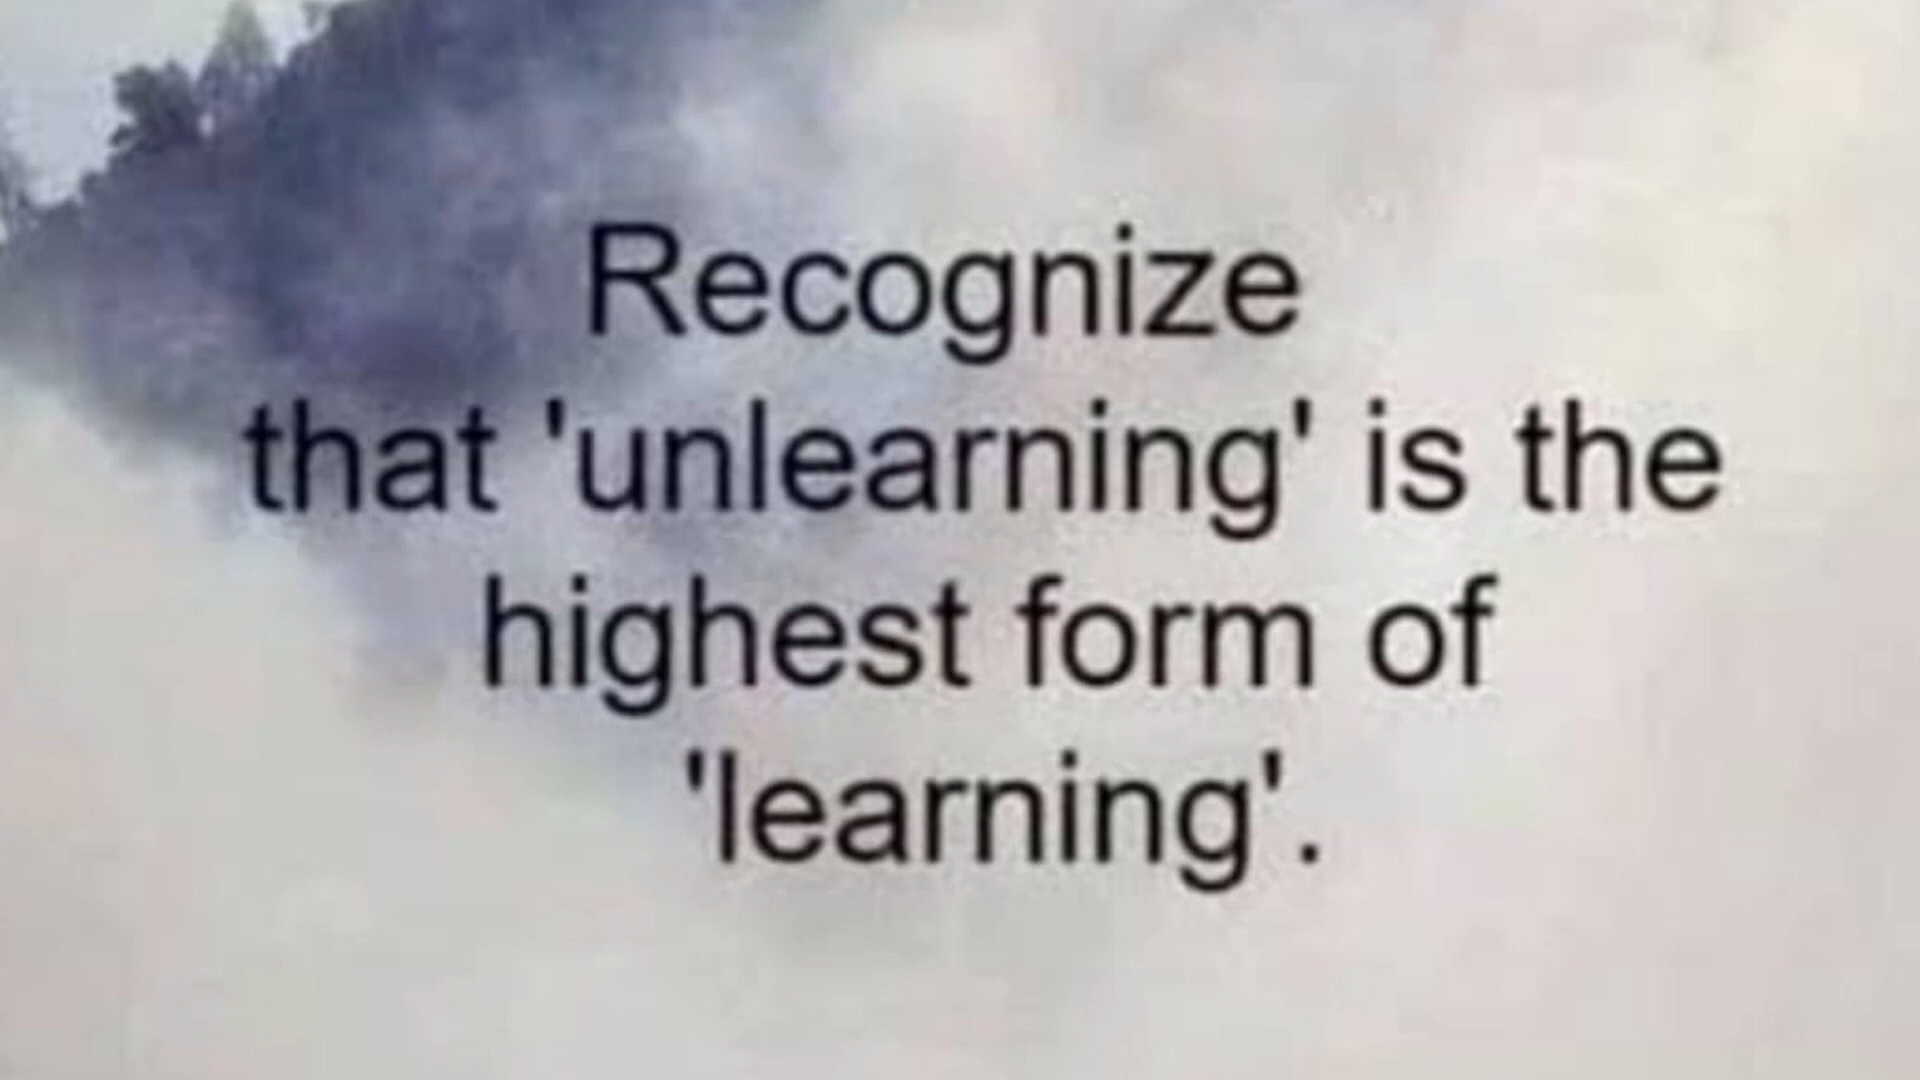 Recognize
that 'unlearning' is the
highest form of
'learning'.